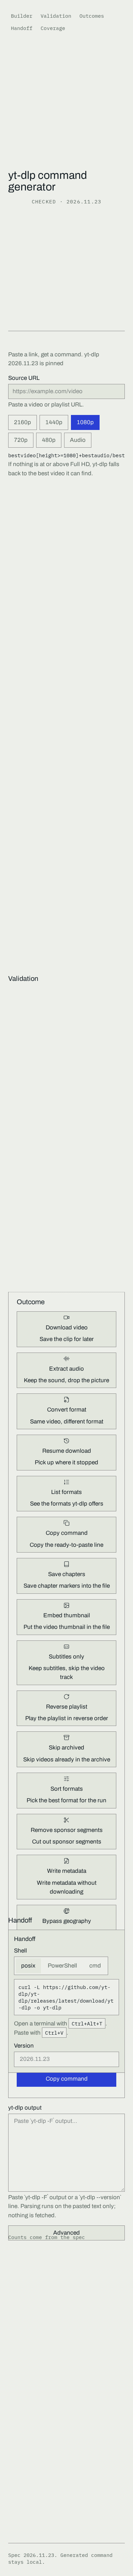 Builder Validation Outcomes
Handoff Coverage
yt-dlp command
generator
CHECKED · 2024.11.23
Paste a link, get a command. yt-dlp
2026.11.23 is pinned
Source URL
https://example.com/video
Paste a video or playlist URL.
2160p 1440p 1080p
720p 480p Audio
bestvideo[height>=1080]+bestaudio/best
If nothing is at or above Full HD, yt-dlp falls
back to the best video it can find.
Validation
Outcome
Download video
Save the clip for later
Extract audio
Keep the sound, drop the picture
Convert format
Same video, different format
Resume download
Pick up where it stopped
List formats
See the formats yt-dlp offers
Copy command
Copy the ready-to-paste line
Save chapters
Save chapter markers into the file
Embed thumbnail
Put the video thumbnail in the file
Subtitles only
Keep subtitles, skip the video
track
Reverse playlist
Play the playlist in reverse order
Skip archived
Skip videos already in the archive
Sort formats
Pick the best format for the run
Remove sponsor segments
Cut out sponsor segments
Write metadata
Write metadata without
downloading
Bypass geography
Handoff
Handoff
Shell
posix PowerShell cmd
curl -L https://github.com/yt-
dlp/yt-
dlp/releases/latest/download/yt
-dlp -o yt-dlp
Open a terminal with Ctrl+Alt+T
Paste with Ctrl+V
Version
2026.11.23
Copy command
yt-dlp output
Paste `yt-dlp -F` output...
Advanced
Counts come from the spec
Paste `yt-dlp -F` output or a `yt-dlp --version`
line. Parsing runs on the pasted text only;
nothing is fetched.
Spec 2026.11.23. Generated command
stays local.